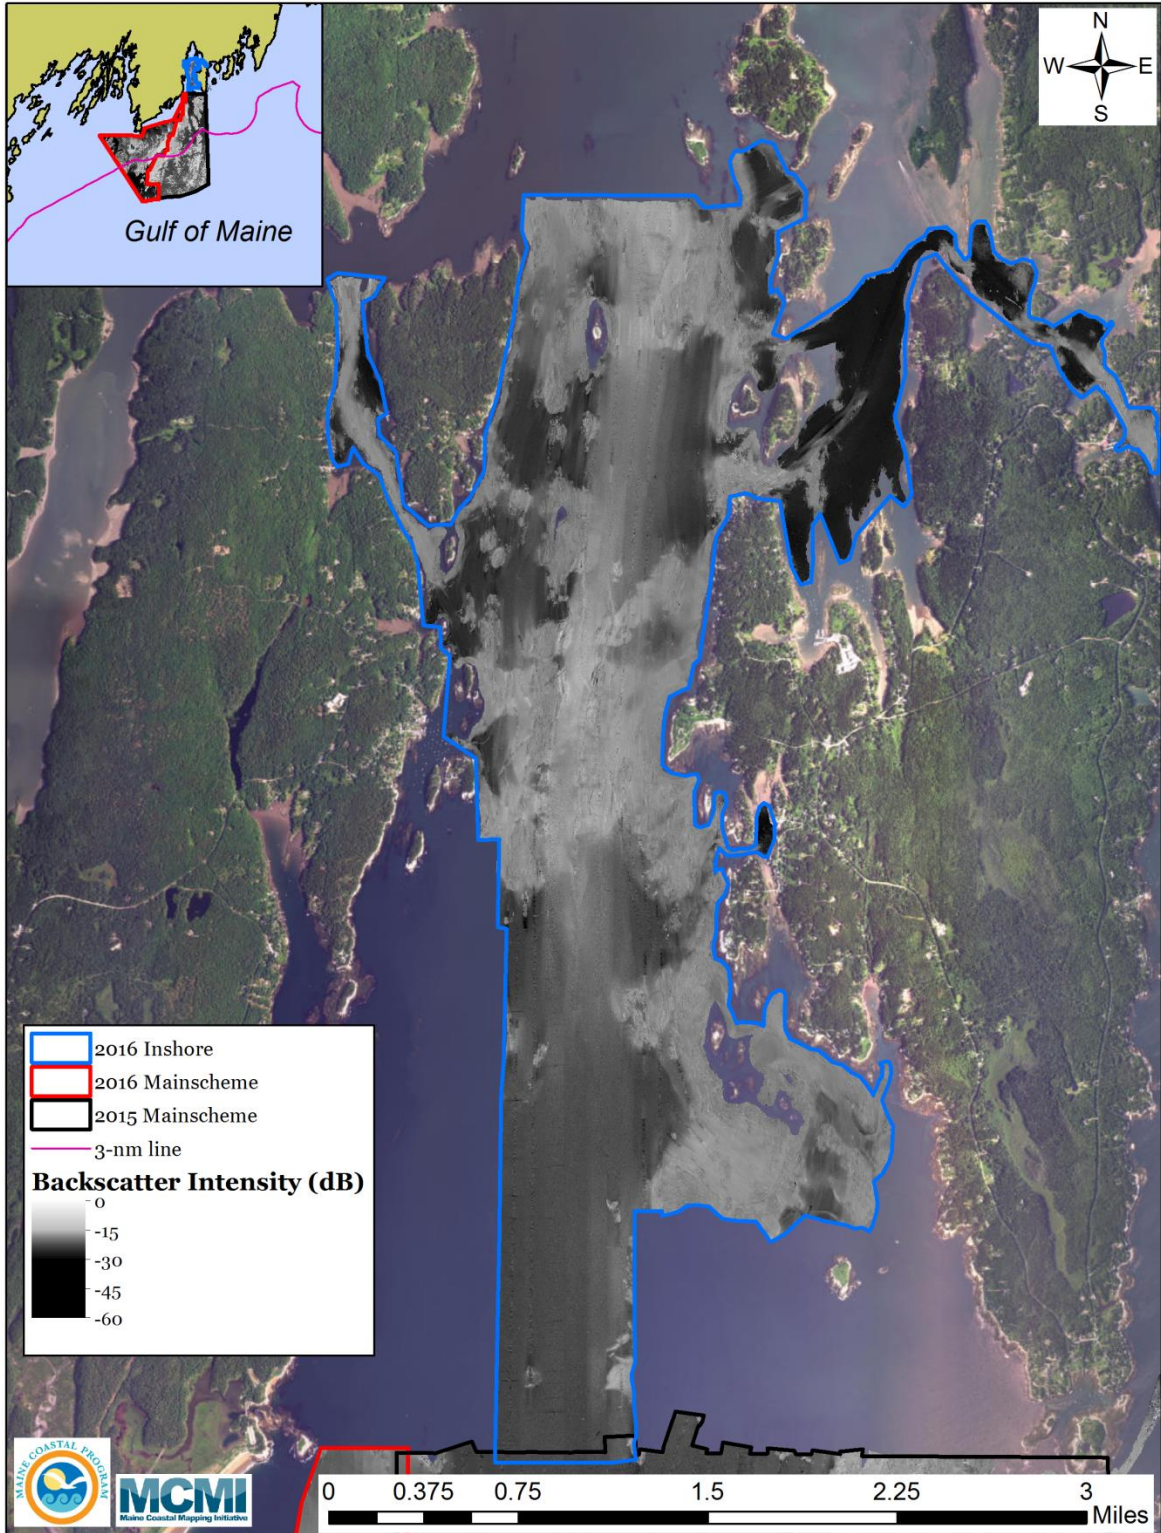 N
W E
S
Gulf of Maine
2016 Inshore
2016 Mainscheme
2015 Mainscheme
3-nm line
Backscatter Intensity (dB)
0
-15
-30
-45
-60
MAINE COASTAL PROGRAM
MCMI
Maine Coastal Mapping Initiative
0 0.375 0.75 1.5 2.25 3
Miles